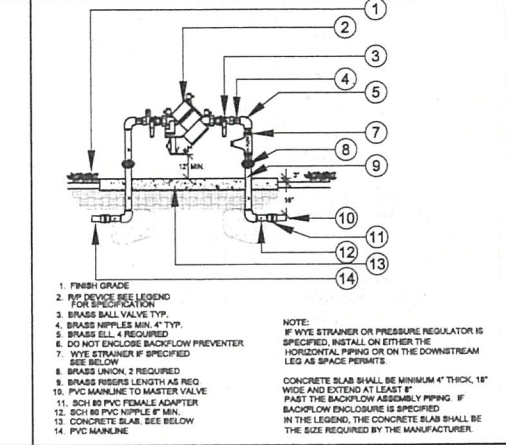 1
2
3
4
5
7
8
9
12" MIN.
2"
18"
10
11
12
13
14
1. FINISH GRADE
2. R/P DEVICE SEE LEGEND
FOR SPECIFICATION
3. BRASS BALL VALVE TYP.
4. BRASS NIPPLES MIN. 4" TYP.
5. BRASS ELL, 4 REQUIRED
6. DO NOT ENCLOSE BACKFLOW PREVENTER
7. WYE STRAINER IF SPECIFIED
SEE BELOW
8. BRASS UNION, 2 REQUIRED
9. BRASS RISERS LENGTH AS REQ
10. PVC MAINLINE TO MASTER VALVE
11. SCH 80 PVC FEMALE ADAPTER
12. SCH 80 PVC NIPPLE 6" MIN.
13. CONCRETE SLAB, SEE BELOW
14. PVC MAINLINE
NOTE:
IF WYE STRAINER OR PRESSURE REGULATOR IS
SPECIFIED, INSTALL ON EITHER THE
HORIZONTAL PIPING OR ON THE DOWNSTREAM
LEG AS SPACE PERMITS.
CONCRETE SLAB SHALL BE MINIMUM 4" THICK, 18"
WIDE AND EXTEND AT LEAST 8"
PAST THE BACKFLOW ASSEMBLY PIPING. IF
BACKFLOW ENCLOSURE IS SPECIFIED
IN THE LEGEND, THE CONCRETE SLAB SHALL BE
THE SIZE REQUIRED BY THE MANUFACTURER.